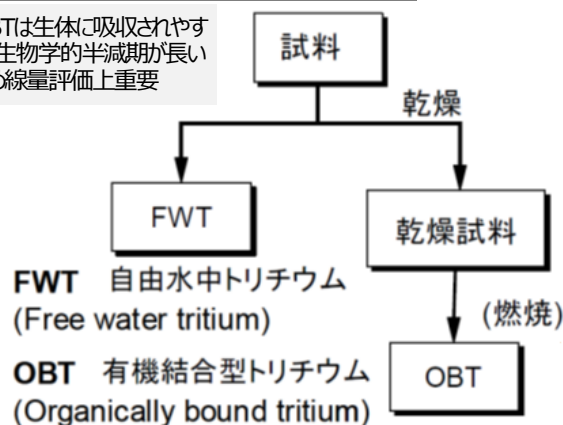 Tは生体に吸収されやす
生物学的半減期が長い
線量評価上重要
試料
乾燥
FWT
乾燥試料
FWT 自由水中トリチウム
(Free water tritium)
(燃焼)
OBT 有機結合型トリチウム
(Organically bound tritium)
OBT